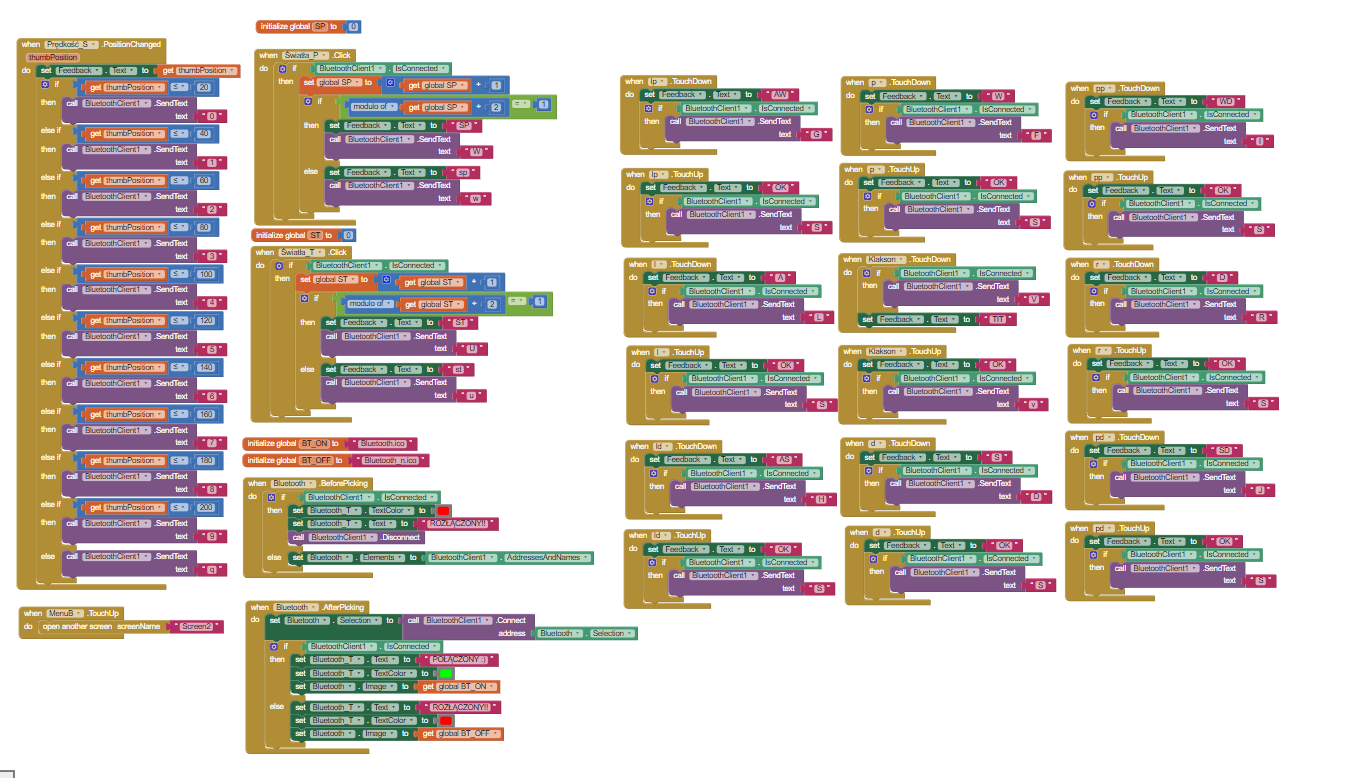 when Prędkość_S .PositionChanged
thumbPosition
do set Feedback . Text to get thumbPosition
if get thumbPosition ≤ 20
then call BluetoothClient1 .SendText
text " 0 "
else if get thumbPosition ≤ 40
then call BluetoothClient1 .SendText
text " 1 "
else if get thumbPosition ≤ 60
then call BluetoothClient1 .SendText
text " 2 "
else if get thumbPosition ≤ 80
then call BluetoothClient1 .SendText
text " 3 "
else if get thumbPosition ≤ 100
then call BluetoothClient1 .SendText
text " 4 "
else if get thumbPosition ≤ 120
then call BluetoothClient1 .SendText
text " 5 "
else if get thumbPosition ≤ 140
then call BluetoothClient1 .SendText
text " 6 "
else if get thumbPosition ≤ 160
then call BluetoothClient1 .SendText
text " 7 "
else if get thumbPosition ≤ 180
then call BluetoothClient1 .SendText
text " 8 "
else if get thumbPosition ≤ 200
then call BluetoothClient1 .SendText
text " 9 "
else call BluetoothClient1 .SendText
text " q "
when MenuB .TouchUp
do open another screen screenName " Screen2 "
initialize global SP to 0
when Światła_P .Click
do if BluetoothClient1 . IsConnected
then set global SP to get global SP + 1
if modulo of get global SP ÷ 2 = 1
then set Feedback . Text to " SP "
call BluetoothClient1 .SendText
text " W "
else set Feedback . Text to " sp "
call BluetoothClient1 .SendText
text " w "
initialize global ST to 0
when Światła_T .Click
do if BluetoothClient1 . IsConnected
then set global ST to get global ST + 1
if modulo of get global ST ÷ 2 = 1
then set Feedback . Text to " ST "
call BluetoothClient1 .SendText
text " U "
else set Feedback . Text to " st "
call BluetoothClient1 .SendText
text " u "
initialize global BT_ON to " Bluetooth.ico "
initialize global BT_OFF to " Bluetooth_n.ico "
when Bluetooth .BeforePicking
do if BluetoothClient1 . IsConnected
then set Bluetooth_T . TextColor to
set Bluetooth_T . Text to " ROZŁĄCZONY!! "
call BluetoothClient1 .Disconnect
else set Bluetooth . Elements to BluetoothClient1 . AddressesAndNames
when Bluetooth .AfterPicking
do set Bluetooth . Selection to call BluetoothClient1 .Connect
address Bluetooth . Selection
if BluetoothClient1 . IsConnected
then set Bluetooth_T . Text to " POŁĄCZONY :) "
set Bluetooth_T . TextColor to
set Bluetooth . Image to get global BT_ON
else set Bluetooth_T . Text to " ROZŁĄCZONY!! "
set Bluetooth_T . TextColor to
set Bluetooth . Image to get global BT_OFF
when lp .TouchDown
do set Feedback . Text to " AW "
if BluetoothClient1 . IsConnected
then call BluetoothClient1 .SendText
text " G "
when lp .TouchUp
do set Feedback . Text to " OK "
if BluetoothClient1 . IsConnected
then call BluetoothClient1 .SendText
text " S "
when l .TouchDown
do set Feedback . Text to " A "
if BluetoothClient1 . IsConnected
then call BluetoothClient1 .SendText
text " L "
when l .TouchUp
do set Feedback . Text to " OK "
if BluetoothClient1 . IsConnected
then call BluetoothClient1 .SendText
text " S "
when ld .TouchDown
do set Feedback . Text to " AS "
if BluetoothClient1 . IsConnected
then call BluetoothClient1 .SendText
text " H "
when ld .TouchUp
do set Feedback . Text to " OK "
if BluetoothClient1 . IsConnected
then call BluetoothClient1 .SendText
text " S "
when p .TouchDown
do set Feedback . Text to " W "
if BluetoothClient1 . IsConnected
then call BluetoothClient1 .SendText
text " F "
when p .TouchUp
do set Feedback . Text to " OK "
if BluetoothClient1 . IsConnected
then call BluetoothClient1 .SendText
text " S "
when Klakson .TouchDown
do if BluetoothClient1 . IsConnected
then call BluetoothClient1 .SendText
text " V "
set Feedback . Text to " TIT "
when Klakson .TouchUp
do set Feedback . Text to " OK "
if BluetoothClient1 . IsConnected
then call BluetoothClient1 .SendText
text " v "
when d .TouchDown
do set Feedback . Text to " S "
if BluetoothClient1 . IsConnected
then call BluetoothClient1 .SendText
text " D "
when d .TouchUp
do set Feedback . Text to " OK "
if BluetoothClient1 . IsConnected
then call BluetoothClient1 .SendText
text " S "
when pp .TouchDown
do set Feedback . Text to " WD "
if BluetoothClient1 . IsConnected
then call BluetoothClient1 .SendText
text " I "
when pp .TouchUp
do set Feedback . Text to " OK "
if BluetoothClient1 . IsConnected
then call BluetoothClient1 .SendText
text " S "
when r .TouchDown
do set Feedback . Text to " D "
if BluetoothClient1 . IsConnected
then call BluetoothClient1 .SendText
text " R "
when r .TouchUp
do set Feedback . Text to " OK "
if BluetoothClient1 . IsConnected
then call BluetoothClient1 .SendText
text " S "
when pd .TouchDown
do set Feedback . Text to " SD "
if BluetoothClient1 . IsConnected
then call BluetoothClient1 .SendText
text " J "
when pd .TouchUp
do set Feedback . Text to " OK "
if BluetoothClient1 . IsConnected
then call BluetoothClient1 .SendText
text " S "